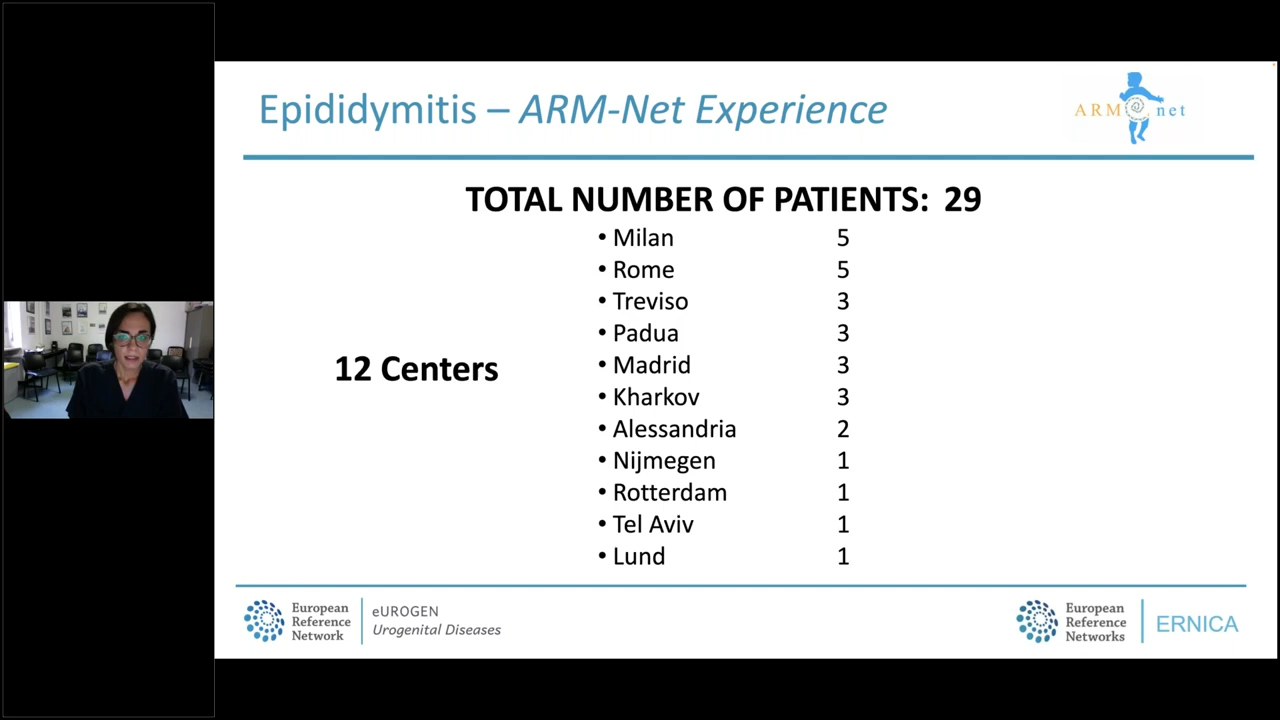 Epididymitis – ARM-Net Experience
ARM@net
TOTAL NUMBER OF PATIENTS: 29
• Milan 5
• Rome 5
• Treviso 3
• Padua 3
12 Centers
• Madrid 3
• Kharkov 3
• Alessandria 2
• Nijmegen 1
• Rotterdam 1
• Tel Aviv 1
• Lund 1
European
Reference
Network
eUROGEN
Urogenital Diseases
European
Reference
Networks
ERNICA